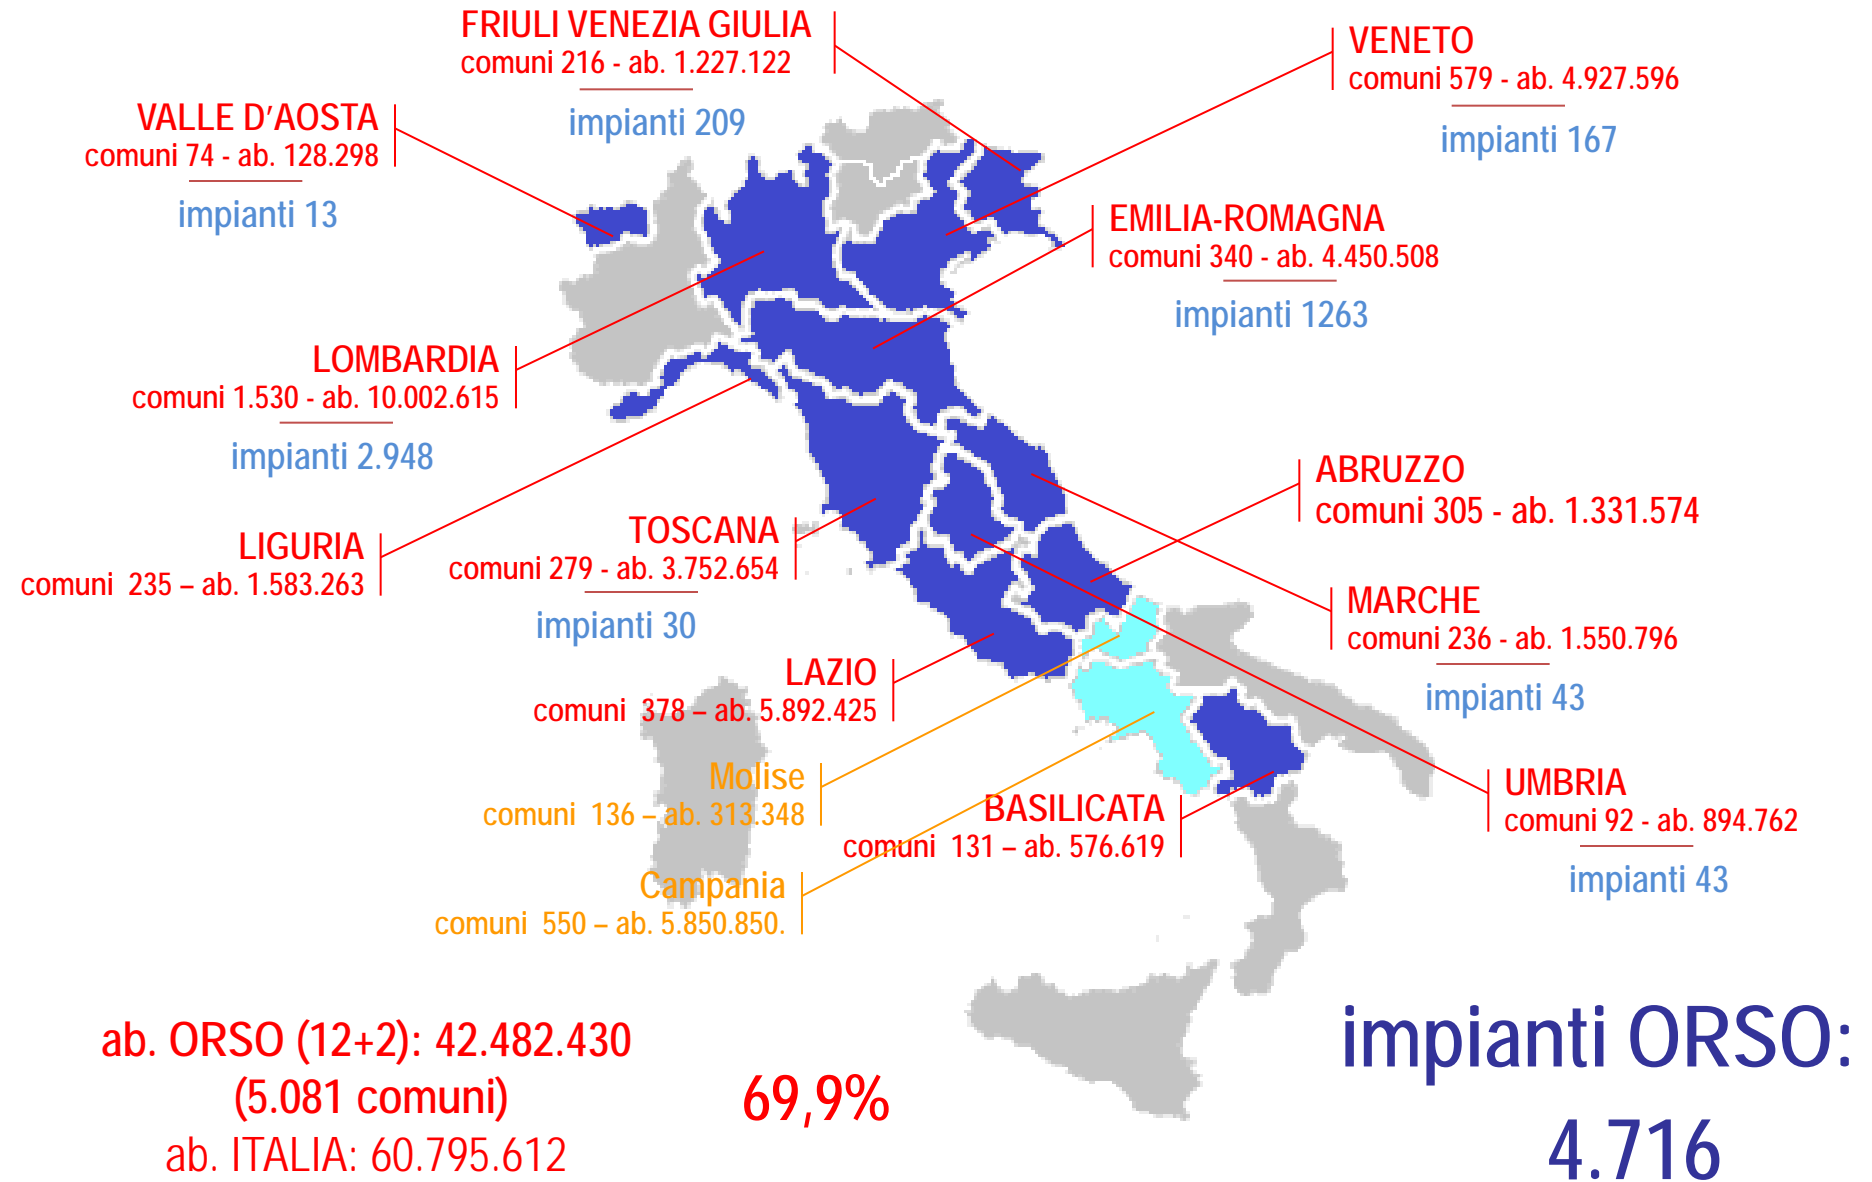 FRIULI VENEZIA GIULIA
comuni 216 - ab. 1.227.122
impianti 209
VENETO
comuni 579 - ab. 4.927.596
impianti 167
VALLE D'AOSTA
comuni 74 - ab. 128.298
impianti 13
EMILIA-ROMAGNA
comuni 340 - ab. 4.450.508
impianti 1263
LOMBARDIA
comuni 1.530 - ab. 10.002.615
impianti 2.948
ABRUZZO
comuni 305 - ab. 1.331.574
LIGURIA
comuni 235 – ab. 1.583.263
TOSCANA
comuni 279 - ab. 3.752.654
impianti 30
MARCHE
comuni 236 - ab. 1.550.796
impianti 43
LAZIO
comuni 378 – ab. 5.892.425
Molise
comuni 136 – ab. 313.348
BASILICATA
comuni 131 – ab. 576.619
UMBRIA
comuni 92 - ab. 894.762
impianti 43
Campania
comuni 550 – ab. 5.850.850.
ab. ORSO (12+2): 42.482.430
(5.081 comuni)
ab. ITALIA: 60.795.612
69,9%
impianti ORSO:
4.716